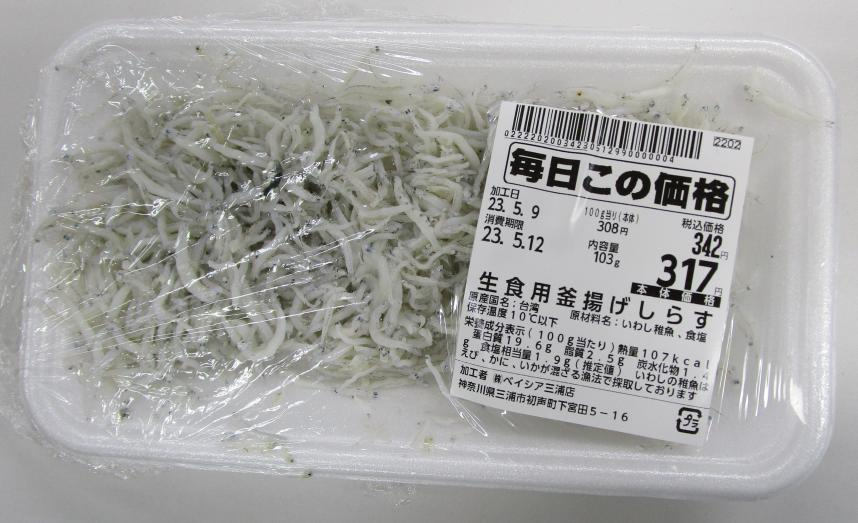 02222020034230512990000004
2202
毎日この価格
加工日
23. 5. 9
100g当り(本体)
308円
税込価格
342円
消費期限
23. 5.12
内容量
103g
317円
本体価格
生食用釜揚げしらす
原産国名:台湾 原材料名:いわし稚魚、食塩
保存温度10℃以下
栄養成分表示(100g当たり)熱量107kcal
蛋白質19.6g 脂質2.5g 炭水化物1.4
g 食塩相当量1.9g(推定値) いわしの稚魚は
えび、かに、いかが混ざる漁法で採取しております
加工者 ㈱ベイシア三浦店
神奈川県三浦市初声町下宮田5-16
プラ